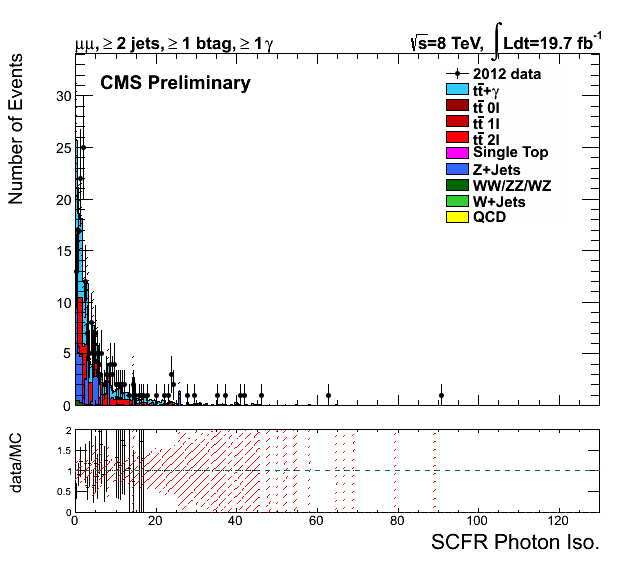 μμ, ≥ 2 jets, ≥ 1 btag, ≥ 1 γ
√s=8 TeV, ∫ Ldt=19.7 fb⁻¹
CMS Preliminary
Number of Events
30
25
20
15
10
5
0
2012 data
tt̄+γ
tt̄ 0l
tt̄ 1l
tt̄ 2l
Single Top
Z+Jets
WW/ZZ/WZ
W+Jets
QCD
data/MC
2
1.5
1
0.5
0
0 20 40 60 80 100 120
SCFR Photon Iso.